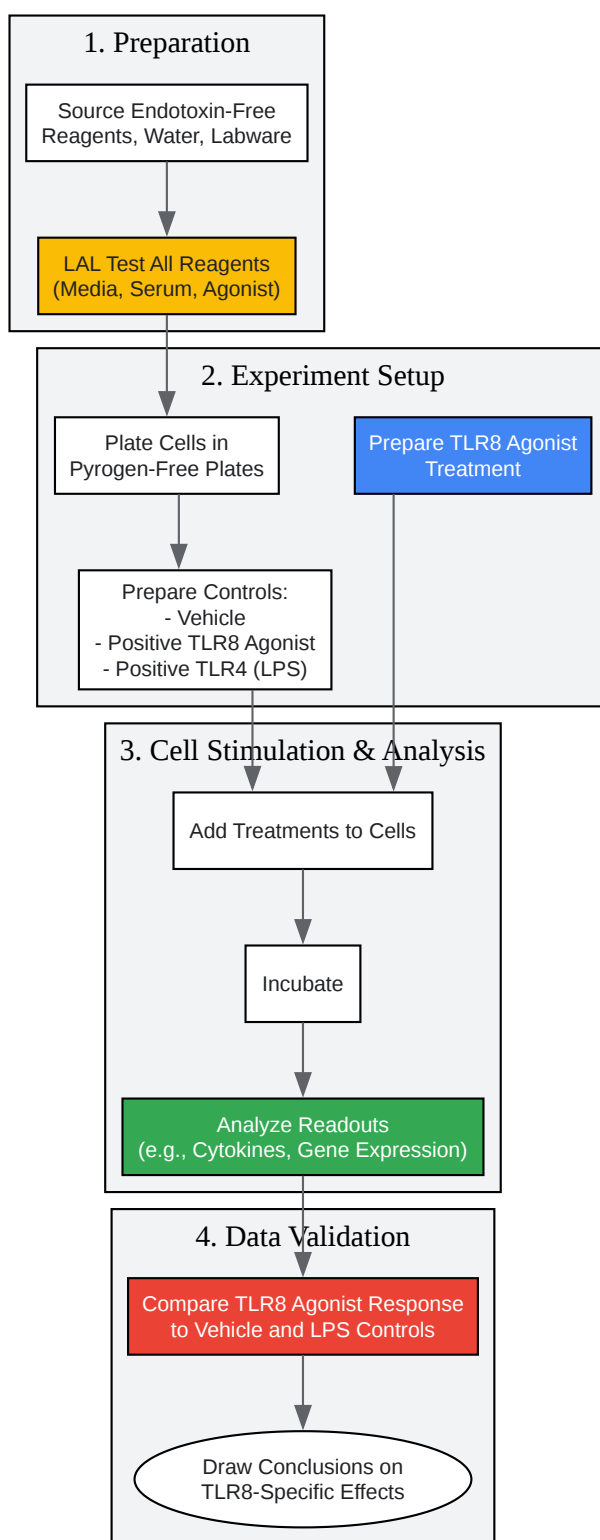 1. Preparation
Source Endotoxin-Free
Reagents, Water, Labware
LAL Test All Reagents
(Media, Serum, Agonist)
2. Experiment Setup
Plate Cells in
Pyrogen-Free Plates
Prepare TLR8 Agonist
Treatment
Prepare Controls:
- Vehicle
- Positive TLR8 Agonist
- Positive TLR4 (LPS)
3. Cell Stimulation & Analysis
Add Treatments to Cells
Incubate
Analyze Readouts
(e.g., Cytokines, Gene Expression)
4. Data Validation
Compare TLR8 Agonist Response
to Vehicle and LPS Controls
Draw Conclusions on
TLR8-Specific Effects